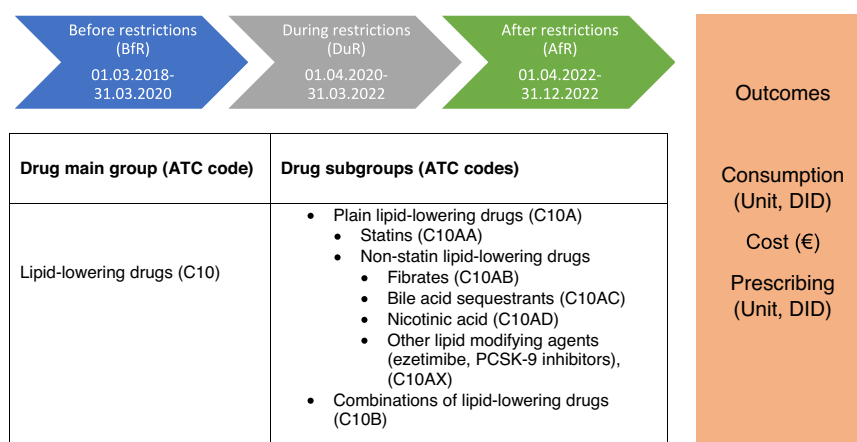 Before restrictions
(BfR)
01.03.2018-
31.03.2020
During restrictions
(DuR)
01.04.2020-
31.03.2022
After restrictions
(AfR)
01.04.2022-
31.12.2022
Drug main group (ATC code)
Drug subgroups (ATC codes)
Lipid-lowering drugs (C10)
• Plain lipid-lowering drugs (C10A)
• Statins (C10AA)
• Non-statin lipid-lowering drugs
• Fibrates (C10AB)
• Bile acid sequestrants (C10AC)
• Nicotinic acid (C10AD)
• Other lipid modifying agents
(ezetimibe, PCSK-9 inhibitors),
(C10AX)
• Combinations of lipid-lowering drugs
(C10B)
Outcomes
Consumption
(Unit, DID)
Cost (€)
Prescribing
(Unit, DID)